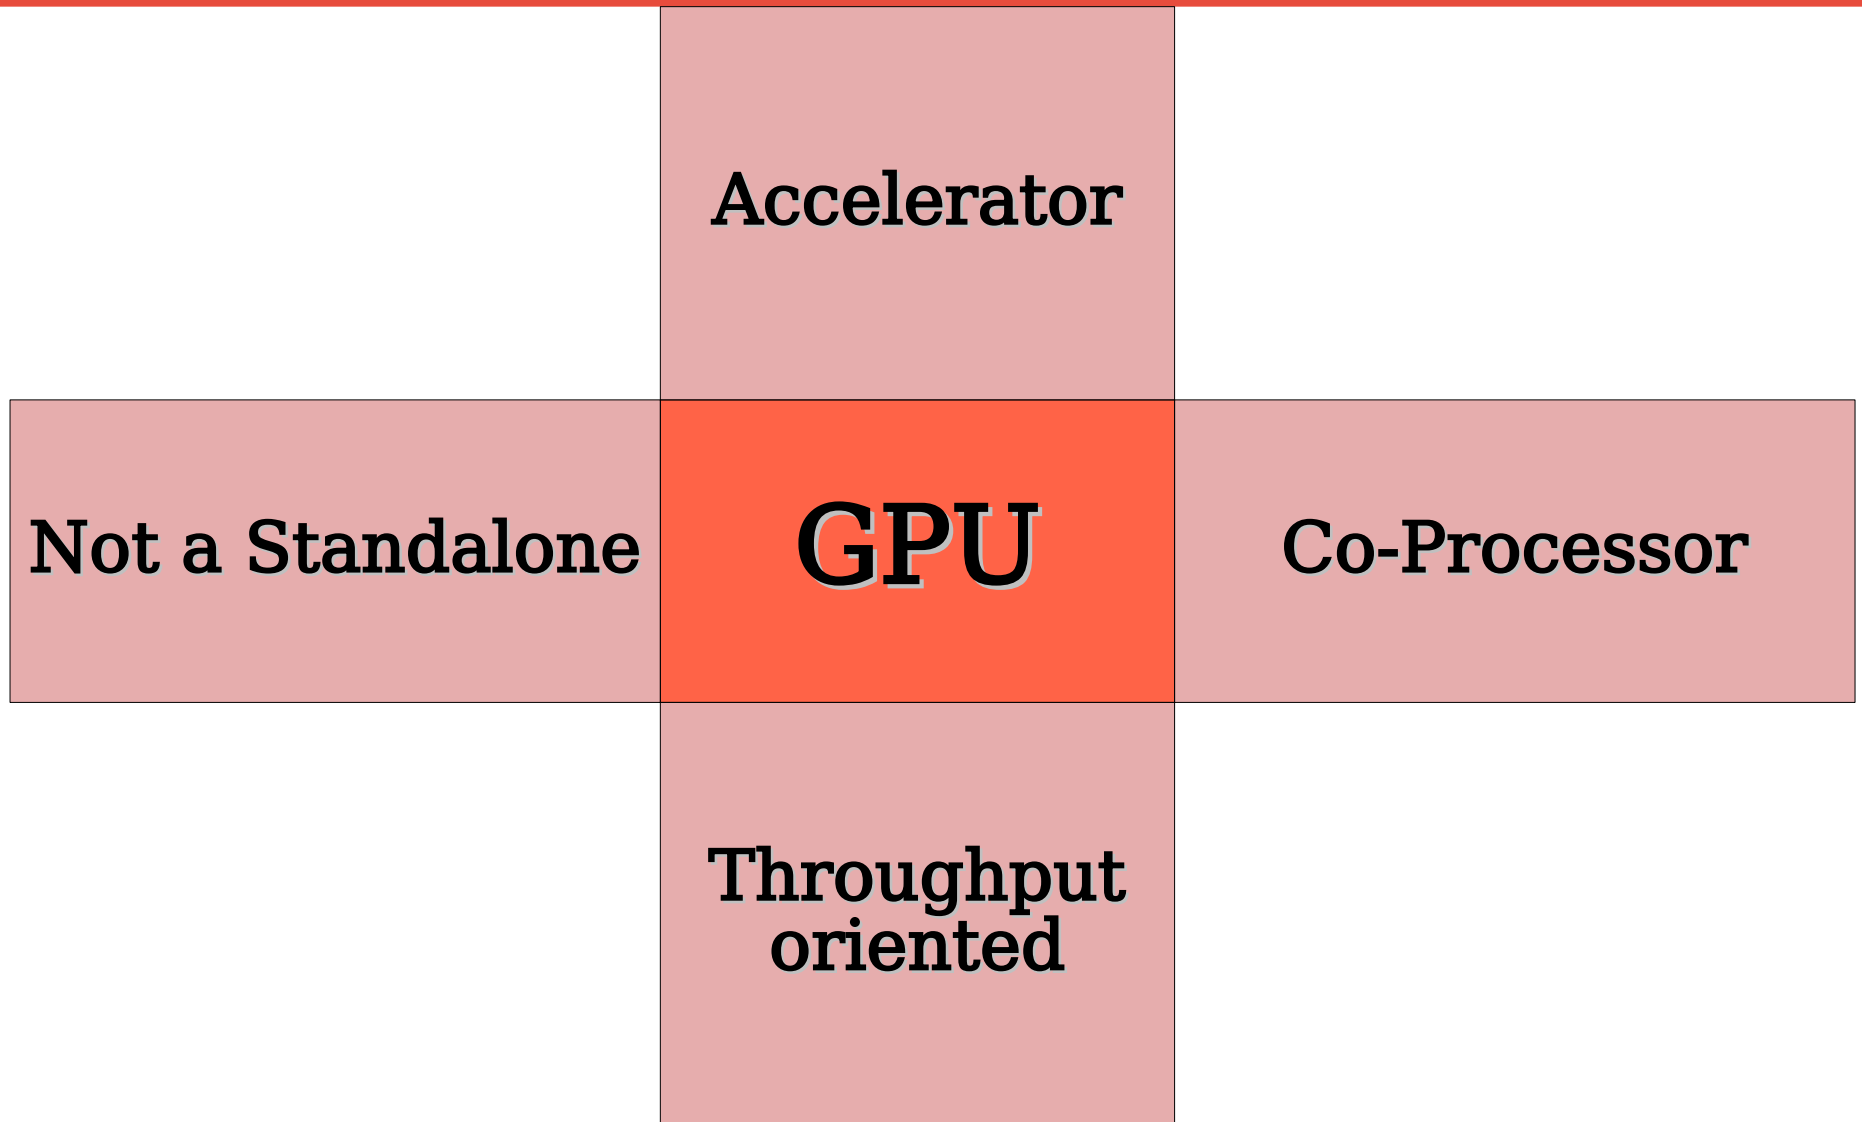 Accelerator
Not a Standalone
GPU
Co-Processor
Throughput
oriented